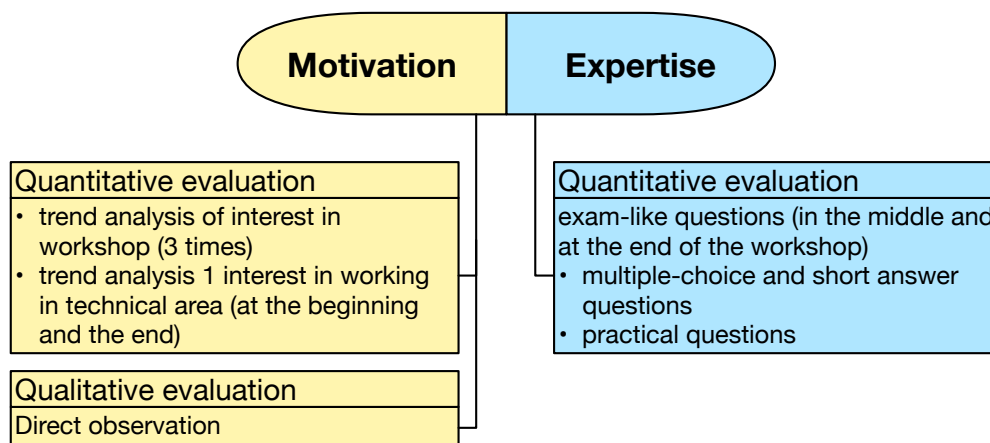 Motivation Expertise
Quantitative evaluation
• trend analysis of interest in
workshop (3 times)
• trend analysis 1 interest in working
in technical area (at the beginning
and the end)
Qualitative evaluation
Direct observation
Quantitative evaluation
exam-like questions (in the middle and
at the end of the workshop)
• multiple-choice and short answer
questions
• practical questions